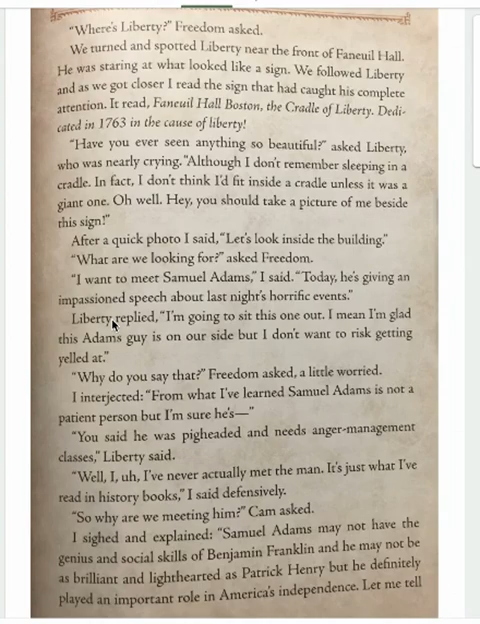 "Where's Liberty?" Freedom asked.
We turned and spotted Liberty near the front of Faneuil Hall.
He was staring at what looked like a sign. We followed Liberty
and as we got closer I read the sign that had caught his complete
attention. It read, Faneuil Hall Boston, the Cradle of Liberty. Dedi-
cated in 1763 in the cause of liberty!
"Have you ever seen anything so beautiful?" asked Liberty,
who was nearly crying. "Although I don't remember sleeping in a
cradle. In fact, I don't think I'd fit inside a cradle unless it was a
giant one. Oh well. Hey, you should take a picture of me beside
this sign!"
After a quick photo I said, "Let's look inside the building."
"What are we looking for?" asked Freedom.
"I want to meet Samuel Adams," I said. "Today, he's giving an
impassioned speech about last night's horrific events."
Liberty replied, "I'm going to sit this one out. I mean I'm glad
this Adams guy is on our side but I don't want to risk getting
yelled at."
"Why do you say that?" Freedom asked, a little worried.
I interjected: "From what I've learned Samuel Adams is not a
patient person but I'm sure he's—"
"You said he was pigheaded and needs anger-management
classes," Liberty said.
"Well, I, uh, I've never actually met the man. It's just what I've
read in history books," I said defensively.
"So why are we meeting him?" Cam asked.
I sighed and explained: "Samuel Adams may not have the
genius and social skills of Benjamin Franklin and he may not be
as brilliant and lighthearted as Patrick Henry but he definitely
played an important role in America's independence. Let me tell